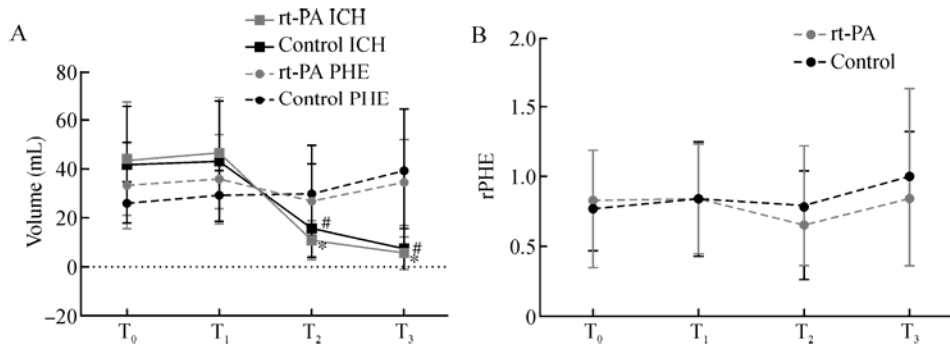 A
rt-PA ICH
Control ICH
rt-PA PHE
Control PHE
Volume (mL)
80
60
40
20
0
−20
#
*
#
*
T₀ T₁ T₂ T₃
B
rt-PA
Control
rPHE
2.0
1.5
1.0
0.5
0
T₀ T₁ T₂ T₃